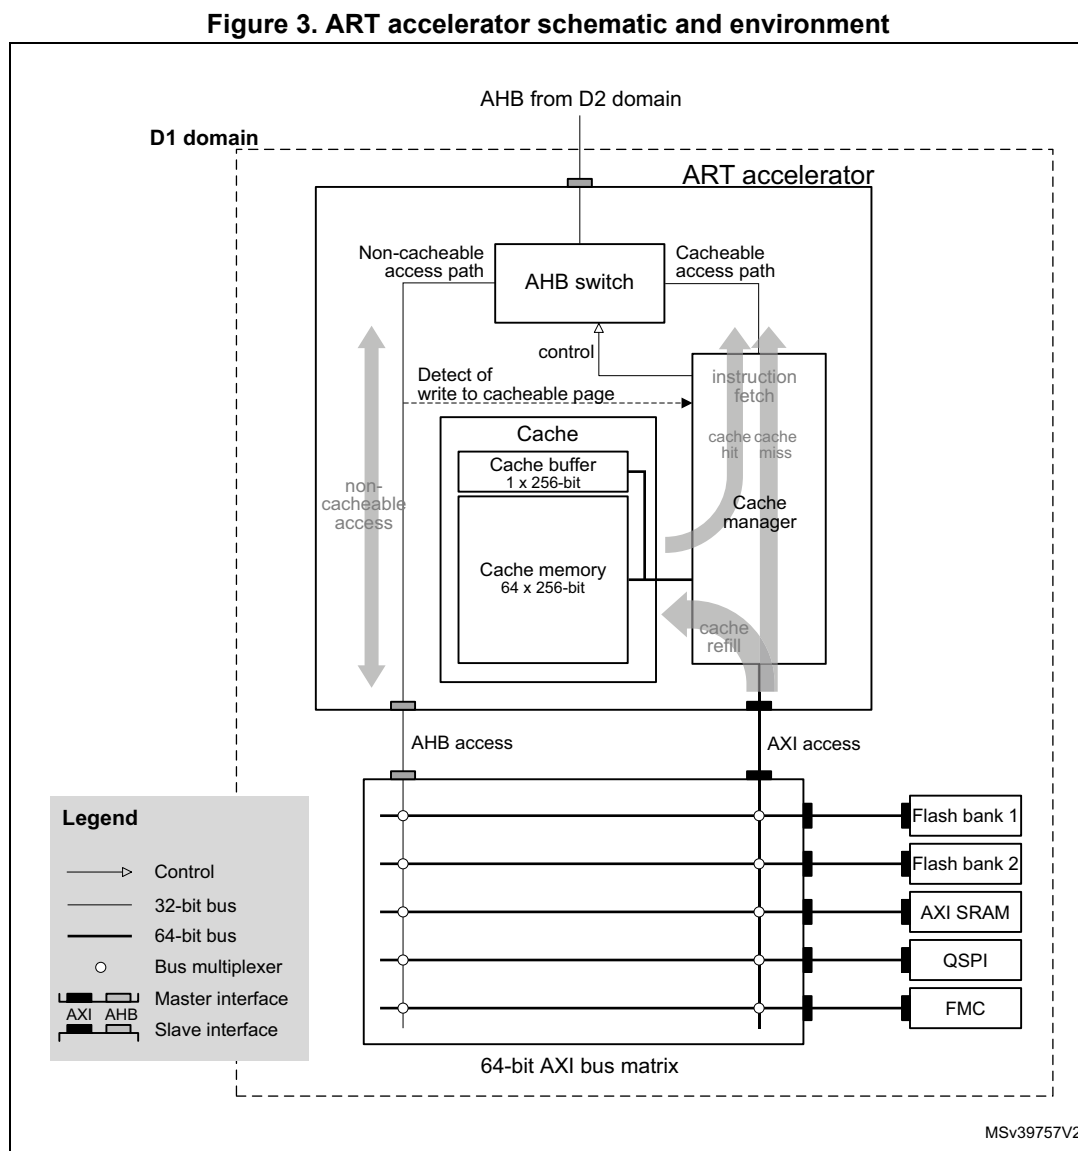 Figure 3. ART accelerator schematic and environment
AHB from D2 domain
D1 domain
ART accelerator
Non-cacheable
access path
Cacheable
access path
AHB switch
control
Detect of
write to cacheable page
instruction
fetch
cache
hit
cache
miss
Cache
Cache buffer
1 x 256-bit
non-
cacheable
access
Cache
manager
Cache memory
64 x 256-bit
cache
refill
AHB access
AXI access
Flash bank 1
Flash bank 2
AXI SRAM
QSPI
FMC
64-bit AXI bus matrix
Legend
Control
32-bit bus
64-bit bus
Bus multiplexer
Master interface
AXI AHB
Slave interface
MSv39757V2